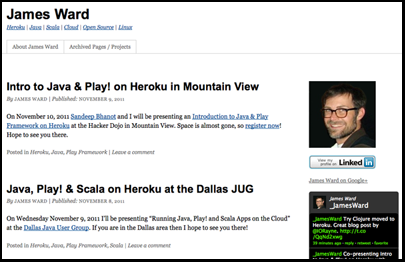 James Ward
Heroku | Java | Scala | Cloud | Open Source | Linux
About James Ward
Archived Pages / Projects
Intro to Java & Play! on Heroku in Mountain View
By JAMES WARD | Published: NOVEMBER 9, 2011
On November 10, 2011 Sandeep Bhanot and I will be presenting an Introduction to Java & Play
Framework on Heroku at the Hacker Dojo in Mountain View. Space is almost gone, so register now!
Hope to see you there.
Posted in Heroku, Java, Play Framework | Leave a comment
Java, Play! & Scala on Heroku at the Dallas JUG
By JAMES WARD | Published: NOVEMBER 8, 2011
On Wednesday November 9, 2011 I'll be presenting "Running Java, Play! and Scala Apps on the Cloud"
at the Dallas Java User Group. If you are in the Dallas area then I hope to see you there!
Posted in Heroku, Java, Play Framework, Scala | Leave a comment
View my profile on LinkedIn
James Ward on Google+
James Ward
_JamesWard
_JamesWard Try Clojure moved to
Heroku. Great blog post by
@IORayne, http://t.co
39 minutes ago · reply · retweet · favorite
_JamesWard Co-presenting Intro